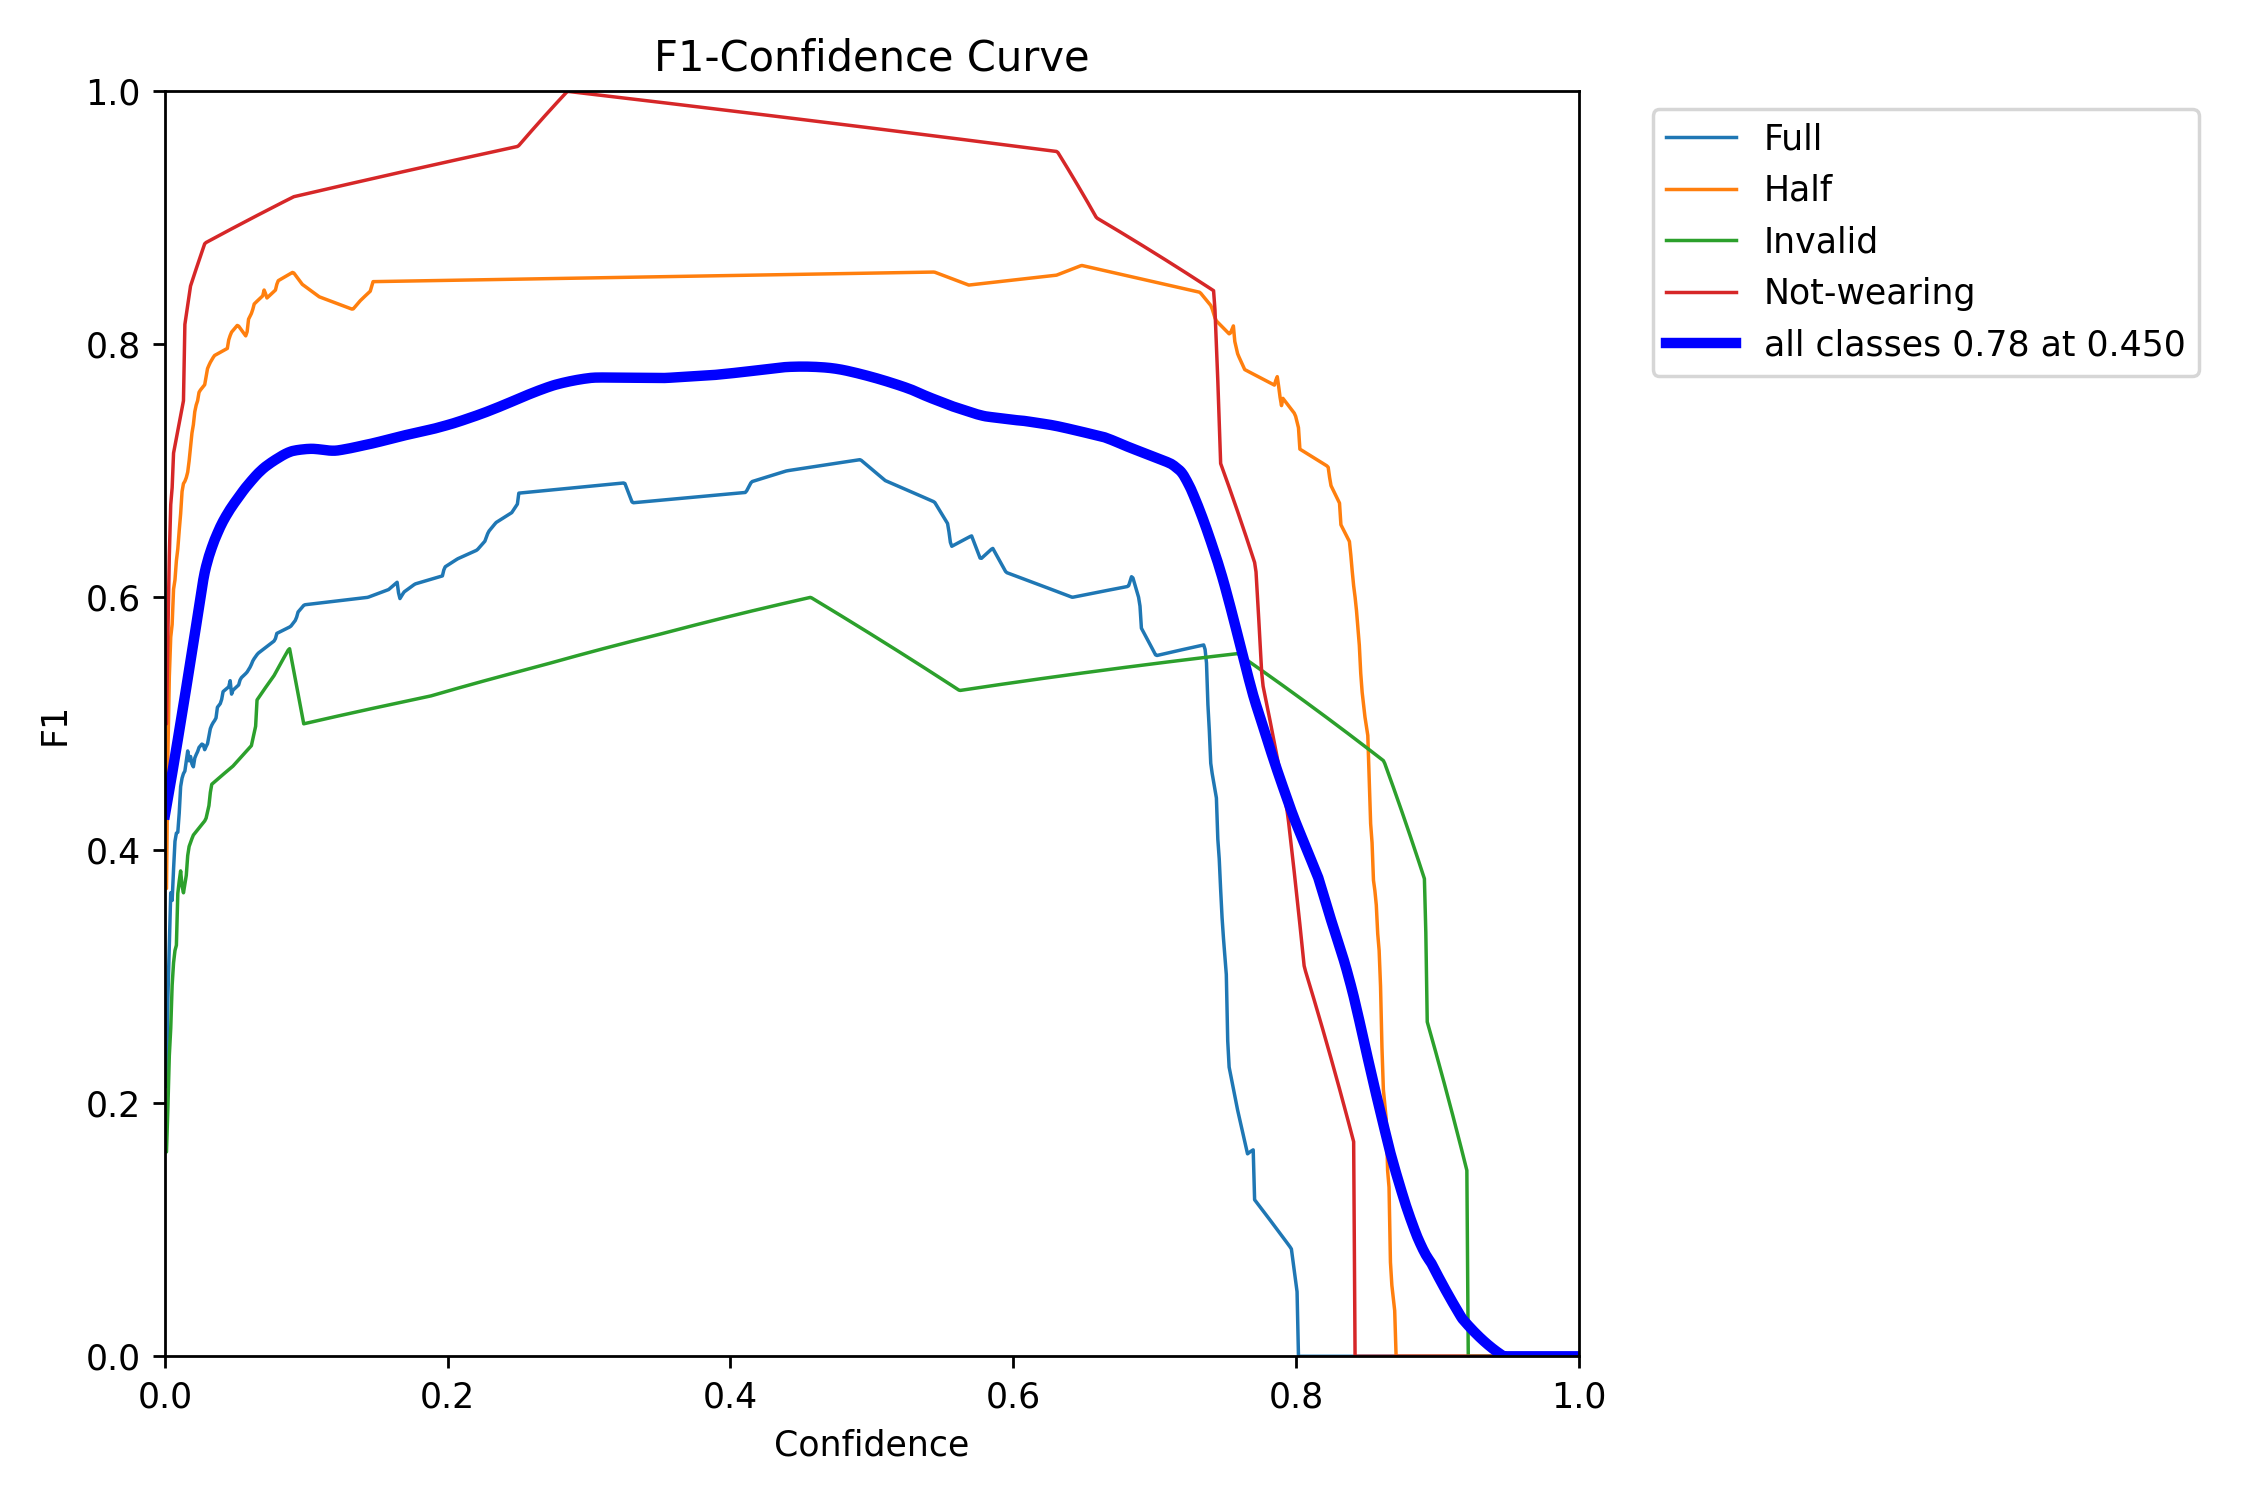 F1-Confidence Curve
1.0
0.8
0.6
0.4
0.2
0.0
F1
0.0 0.2 0.4 0.6 0.8 1.0
Confidence
Full
Half
Invalid
Not-wearing
all classes 0.78 at 0.450